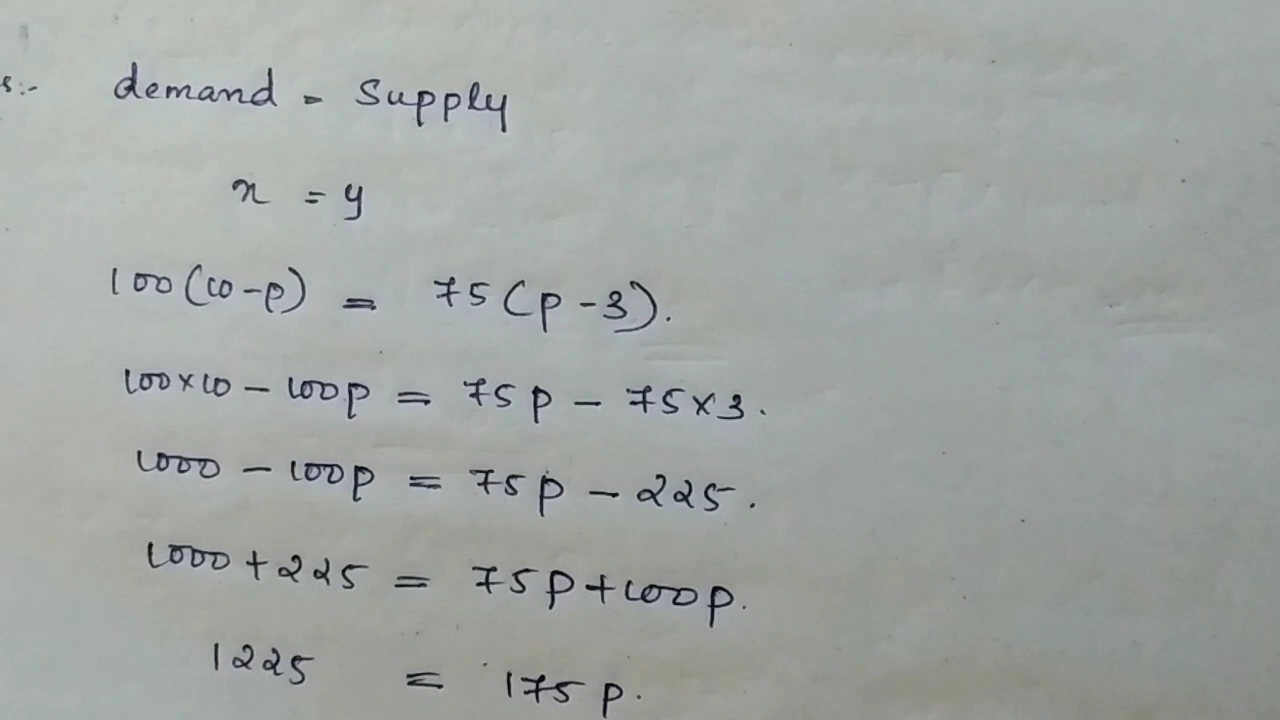 s:- demand = Supply
x = y
100(10-p) = 75(p-3).
100×10 - 100p = 75p - 75×3.
1000 - 100p = 75p - 225.
1000+225 = 75p+100p.
1225 = 175p.